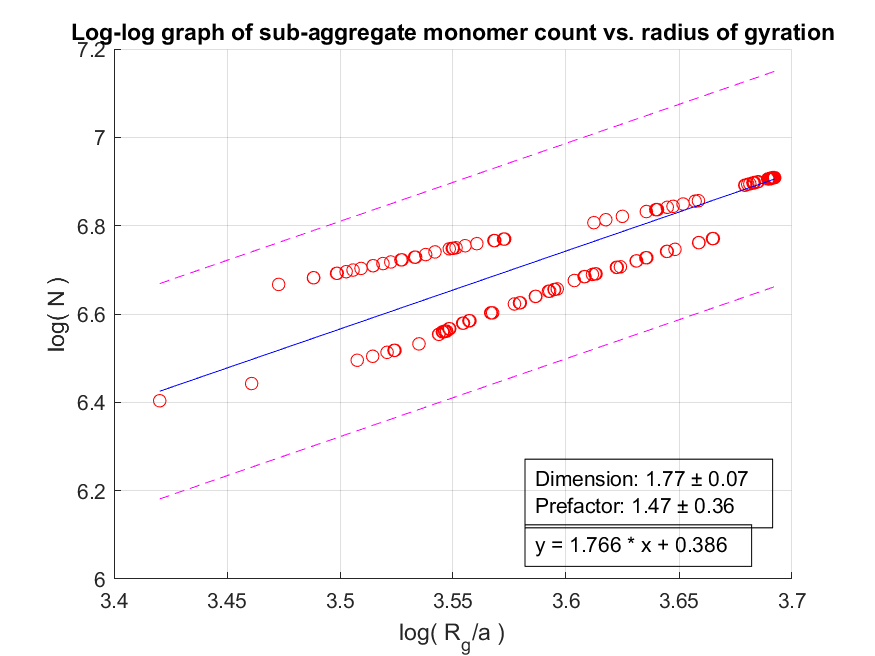 Log-log graph of sub-aggregate monomer count vs. radius of gyration
7.2
7
6.8
6.6
6.4
6.2
6
log( N )
Dimension: 1.77 ± 0.07
Prefactor: 1.47 ± 0.36
y = 1.766 * x + 0.386
3.4 3.45 3.5 3.55 3.6 3.65 3.7
log( R_g/a )